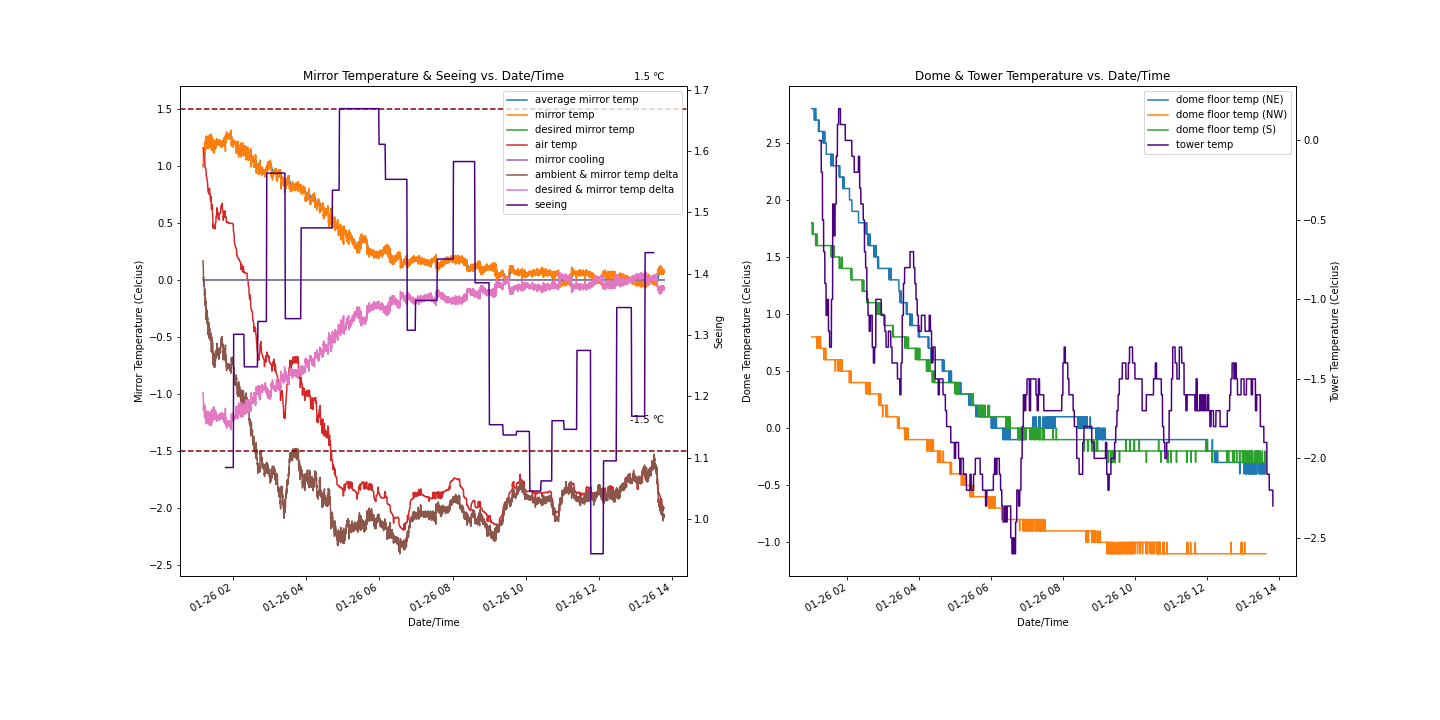 Mirror Temperature & Seeing vs. Date/Time
1.5 ℃
1.5
1.0
0.5
0.0
−0.5
−1.0
−1.5
−2.0
−2.5
Mirror Temperature (Celcius)
average mirror temp
mirror temp
desired mirror temp
air temp
mirror cooling
ambient & mirror temp delta
desired & mirror temp delta
seeing
-1.5 ℃
1.7
1.6
1.5
1.4
1.3
1.2
1.1
1.0
Seeing
01-26 02
01-26 04
01-26 06
01-26 08
01-26 10
01-26 12
01-26 14
Date/Time
Dome & Tower Temperature vs. Date/Time
2.5
2.0
1.5
1.0
0.5
0.0
−0.5
−1.0
Dome Temperature (Celcius)
dome floor temp (NE)
dome floor temp (NW)
dome floor temp (S)
tower temp
0.0
−0.5
−1.0
−1.5
−2.0
−2.5
Tower Temperature (Celcius)
01-26 02
01-26 04
01-26 06
01-26 08
01-26 10
01-26 12
01-26 14
Date/Time